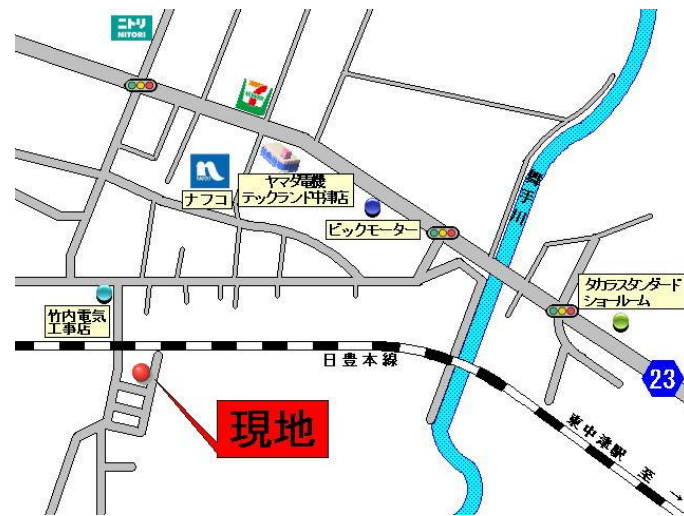 ニトリ
NITORI
ナフコ
ヤマダ電機
テックランド中津店
ビックモーター
舞手川
タカラスタンダード
ショールーム
竹内電気
工事店
日豊本線
23
現地
東中津駅 至 →